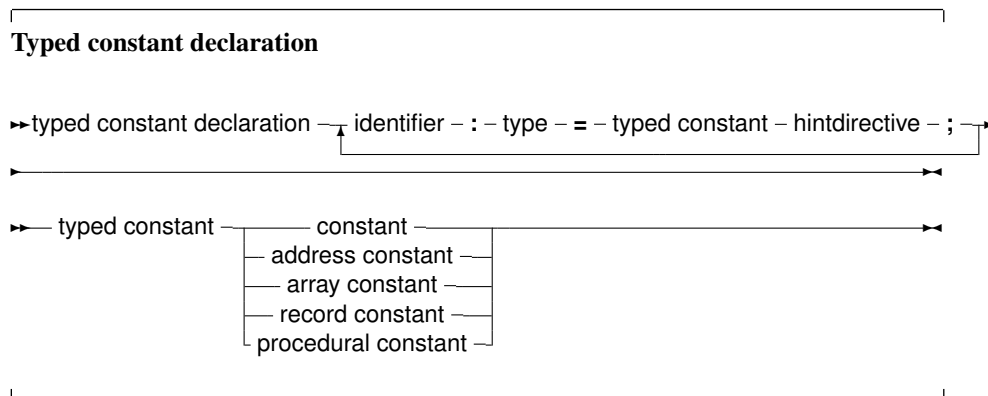 Typed constant declaration
typed constant declaration identifier : type = typed constant hintdirective ;
typed constant constant
address constant
array constant
record constant
procedural constant